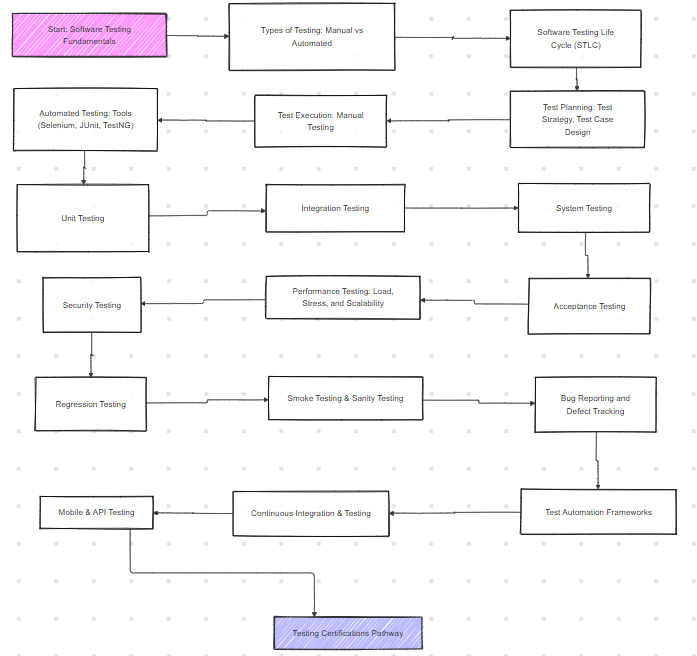 Start: Software Testing
Fundamentals
Types of Testing: Manual vs
Automated
Software Testing Life
Cycle (STLC)
Test Planning: Test
Strategy, Test Case
Design
Test Execution: Manual
Testing
Automated Testing: Tools
(Selenium, JUnit, TestNG)
Unit Testing
Integration Testing
System Testing
Acceptance Testing
Performance Testing: Load,
Stress, and Scalability
Security Testing
Regression Testing
Smoke Testing & Sanity Testing
Bug Reporting and
Defect Tracking
Test Automation Frameworks
Continuous Integration & Testing
Mobile & API Testing
Testing Certifications Pathway